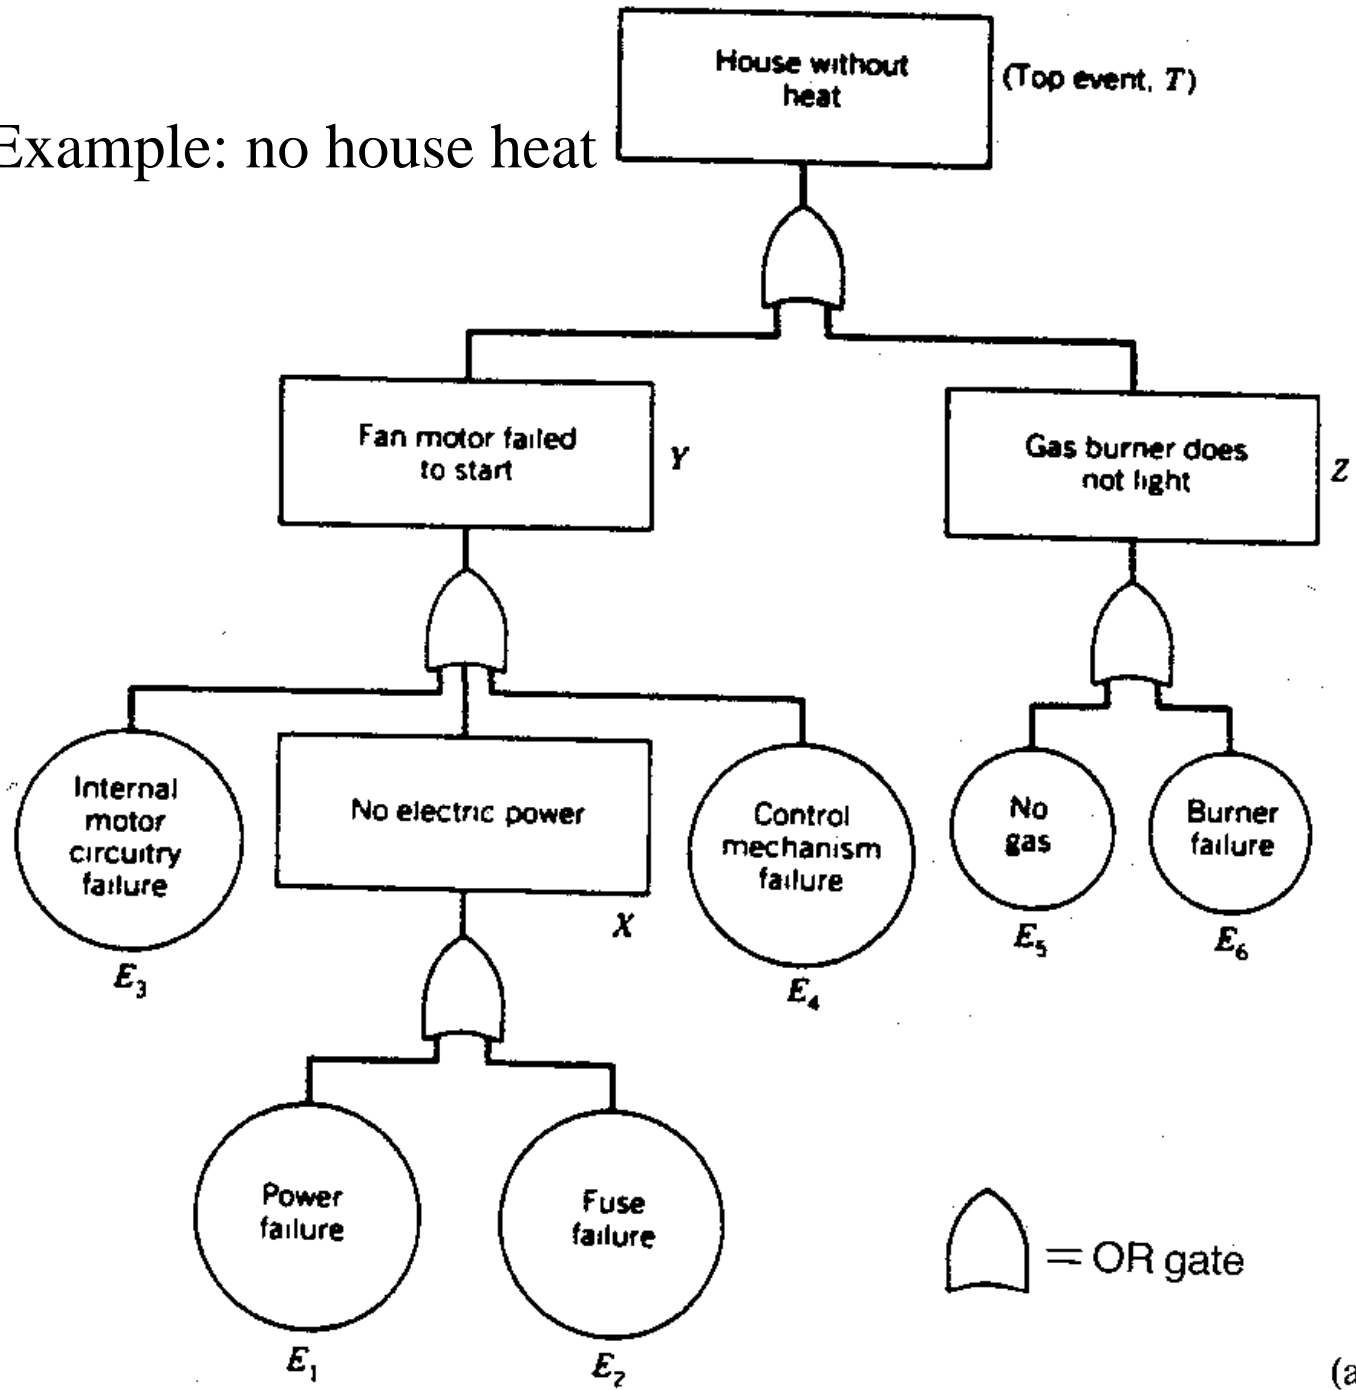 House without
heat
(Top event, T)
Example: no house heat
Fan motor failed
to start
Y
Gas burner does
not light
Z
Internal
motor
circuitry
failure
E₃
No electric power
X
Control
mechanism
failure
E₄
No
gas
E₅
Burner
failure
E₆
Power
failure
E₁
Fuse
failure
E₂
= OR gate
(a